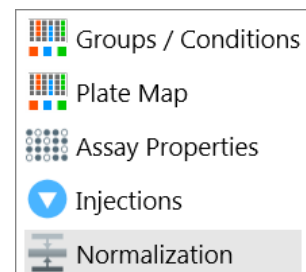 Groups / Conditions
Plate Map
Assay Properties
Injections
Normalization